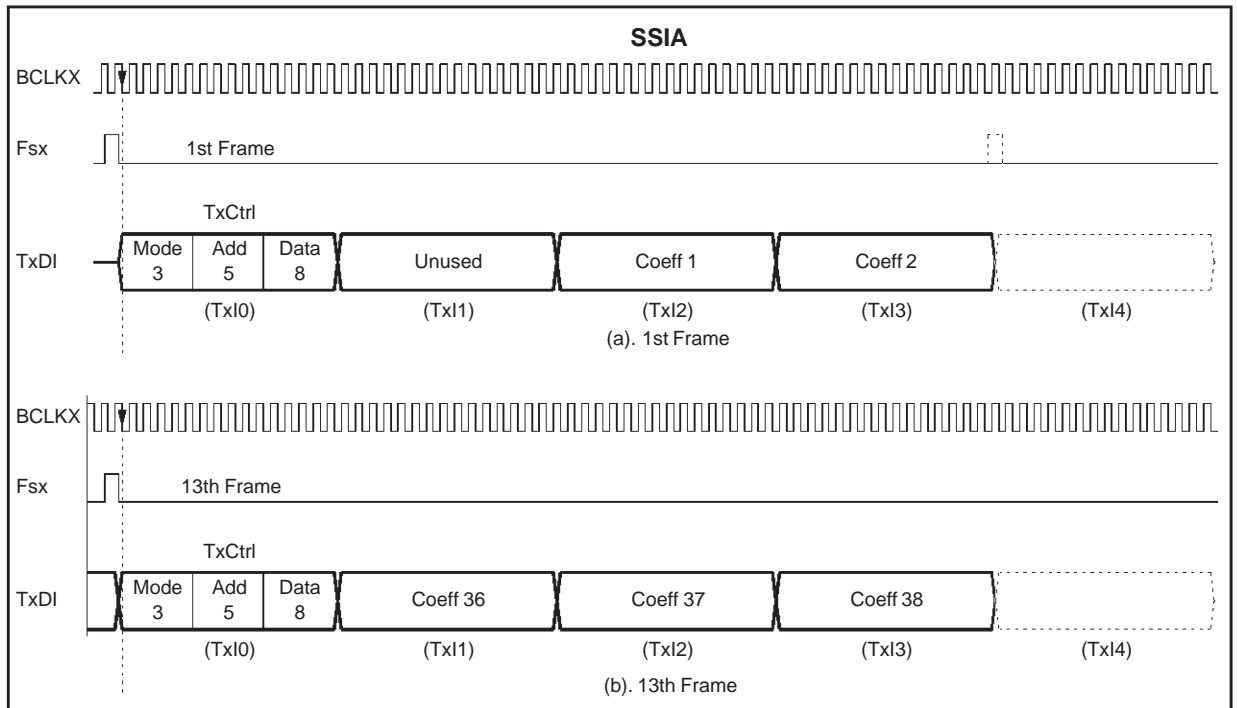 SSIA
BCLKX
Fsx
1st Frame
TxCtrl
TxDI
Mode 3
Add 5
Data 8
Unused
Coeff 1
Coeff 2
(TxI0)
(TxI1)
(TxI2)
(TxI3)
(TxI4)
(a). 1st Frame
BCLKX
Fsx
13th Frame
TxCtrl
TxDI
Mode 3
Add 5
Data 8
Coeff 36
Coeff 37
Coeff 38
(TxI0)
(TxI1)
(TxI2)
(TxI3)
(TxI4)
(b). 13th Frame